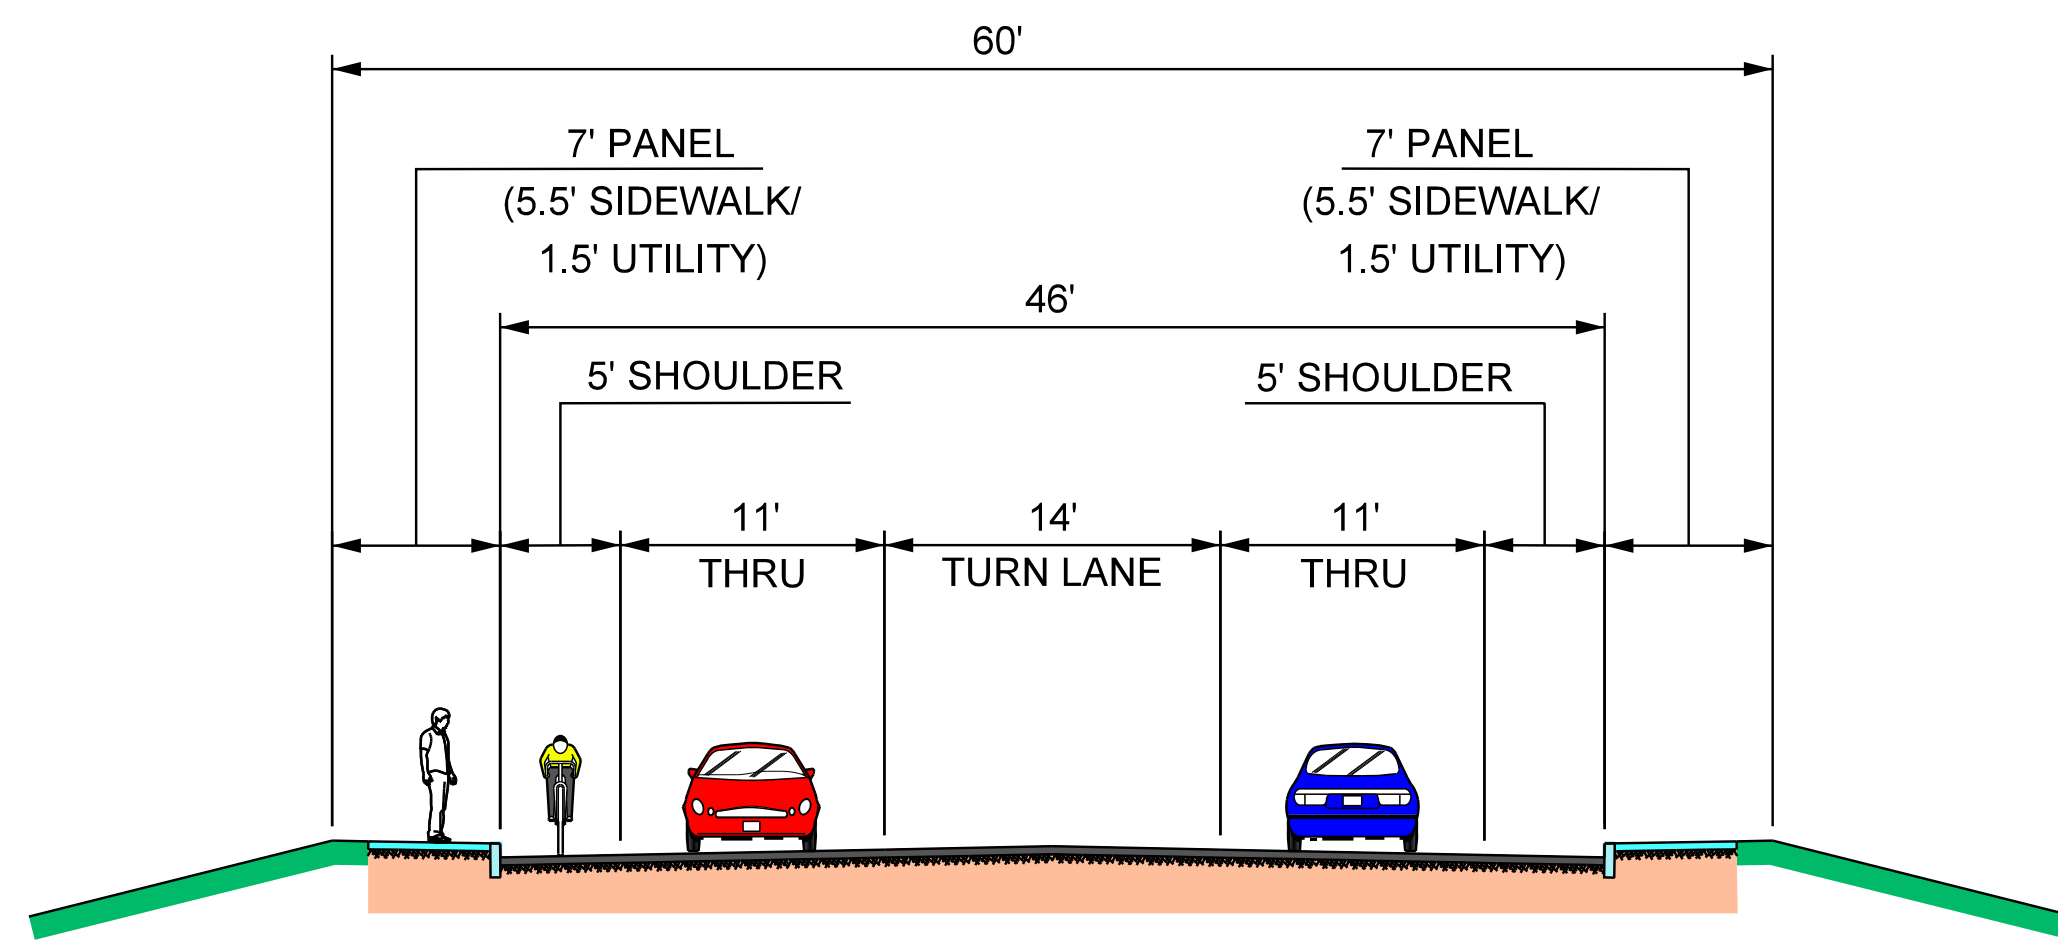 60'
7' PANEL
(5.5' SIDEWALK/
1.5' UTILITY)
7' PANEL
(5.5' SIDEWALK/
1.5' UTILITY)
46'
5' SHOULDER
5' SHOULDER
11'
THRU
14'
TURN LANE
11'
THRU